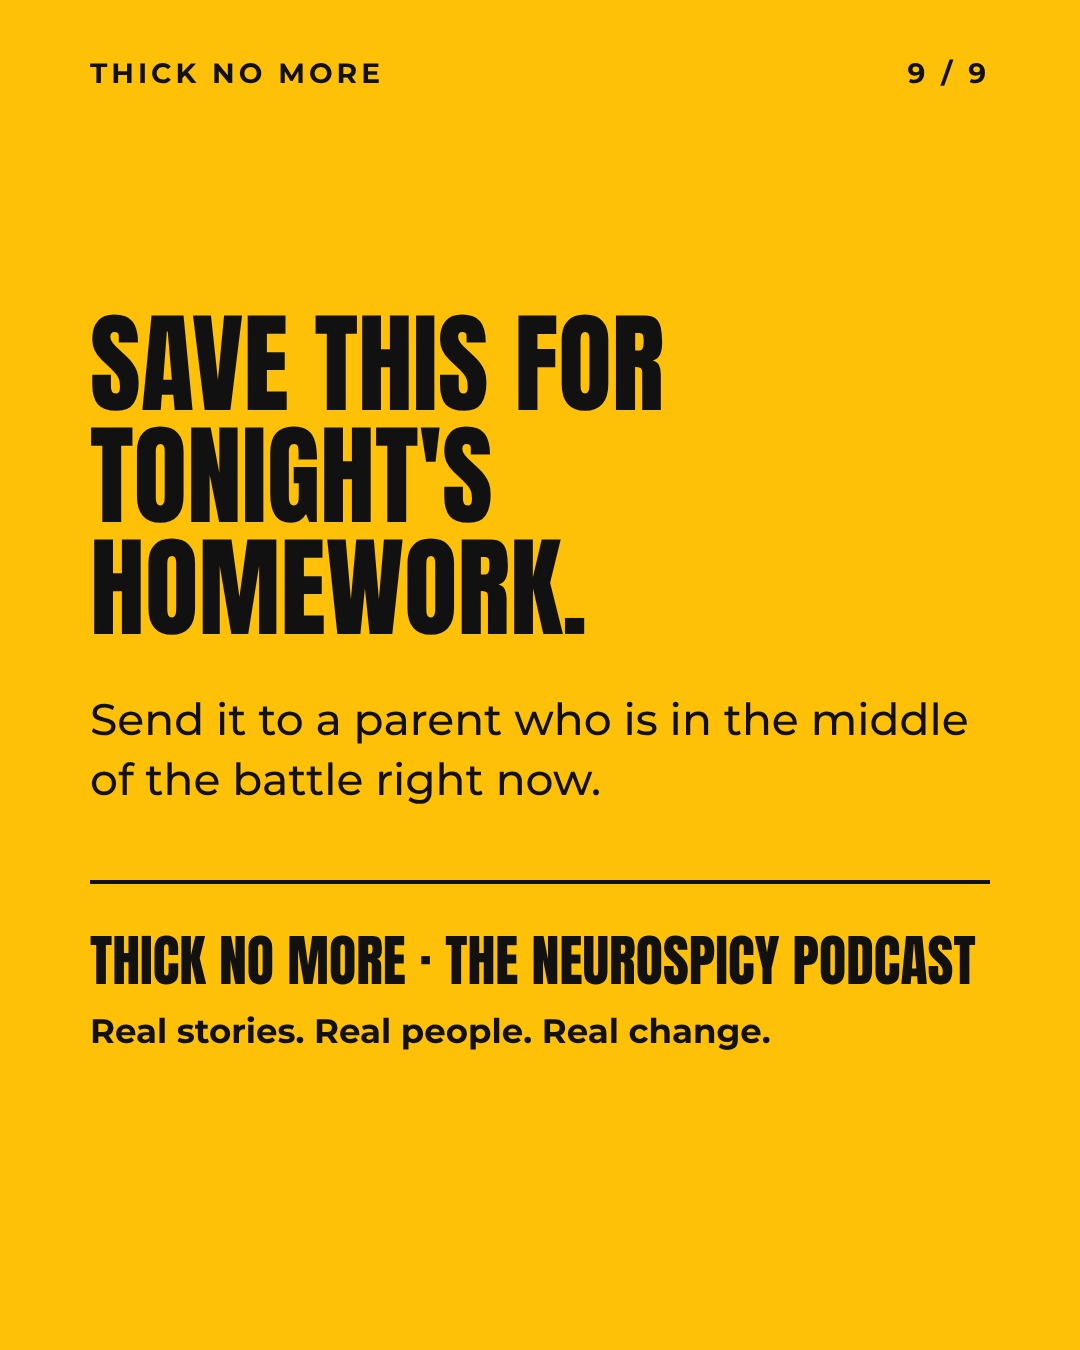 THICK NO MORE
9 / 9
SAVE THIS FOR
TONIGHT'S
HOMEWORK.
Send it to a parent who is in the middle
of the battle right now.
THICK NO MORE · THE NEUROSPICY PODCAST
Real stories. Real people. Real change.